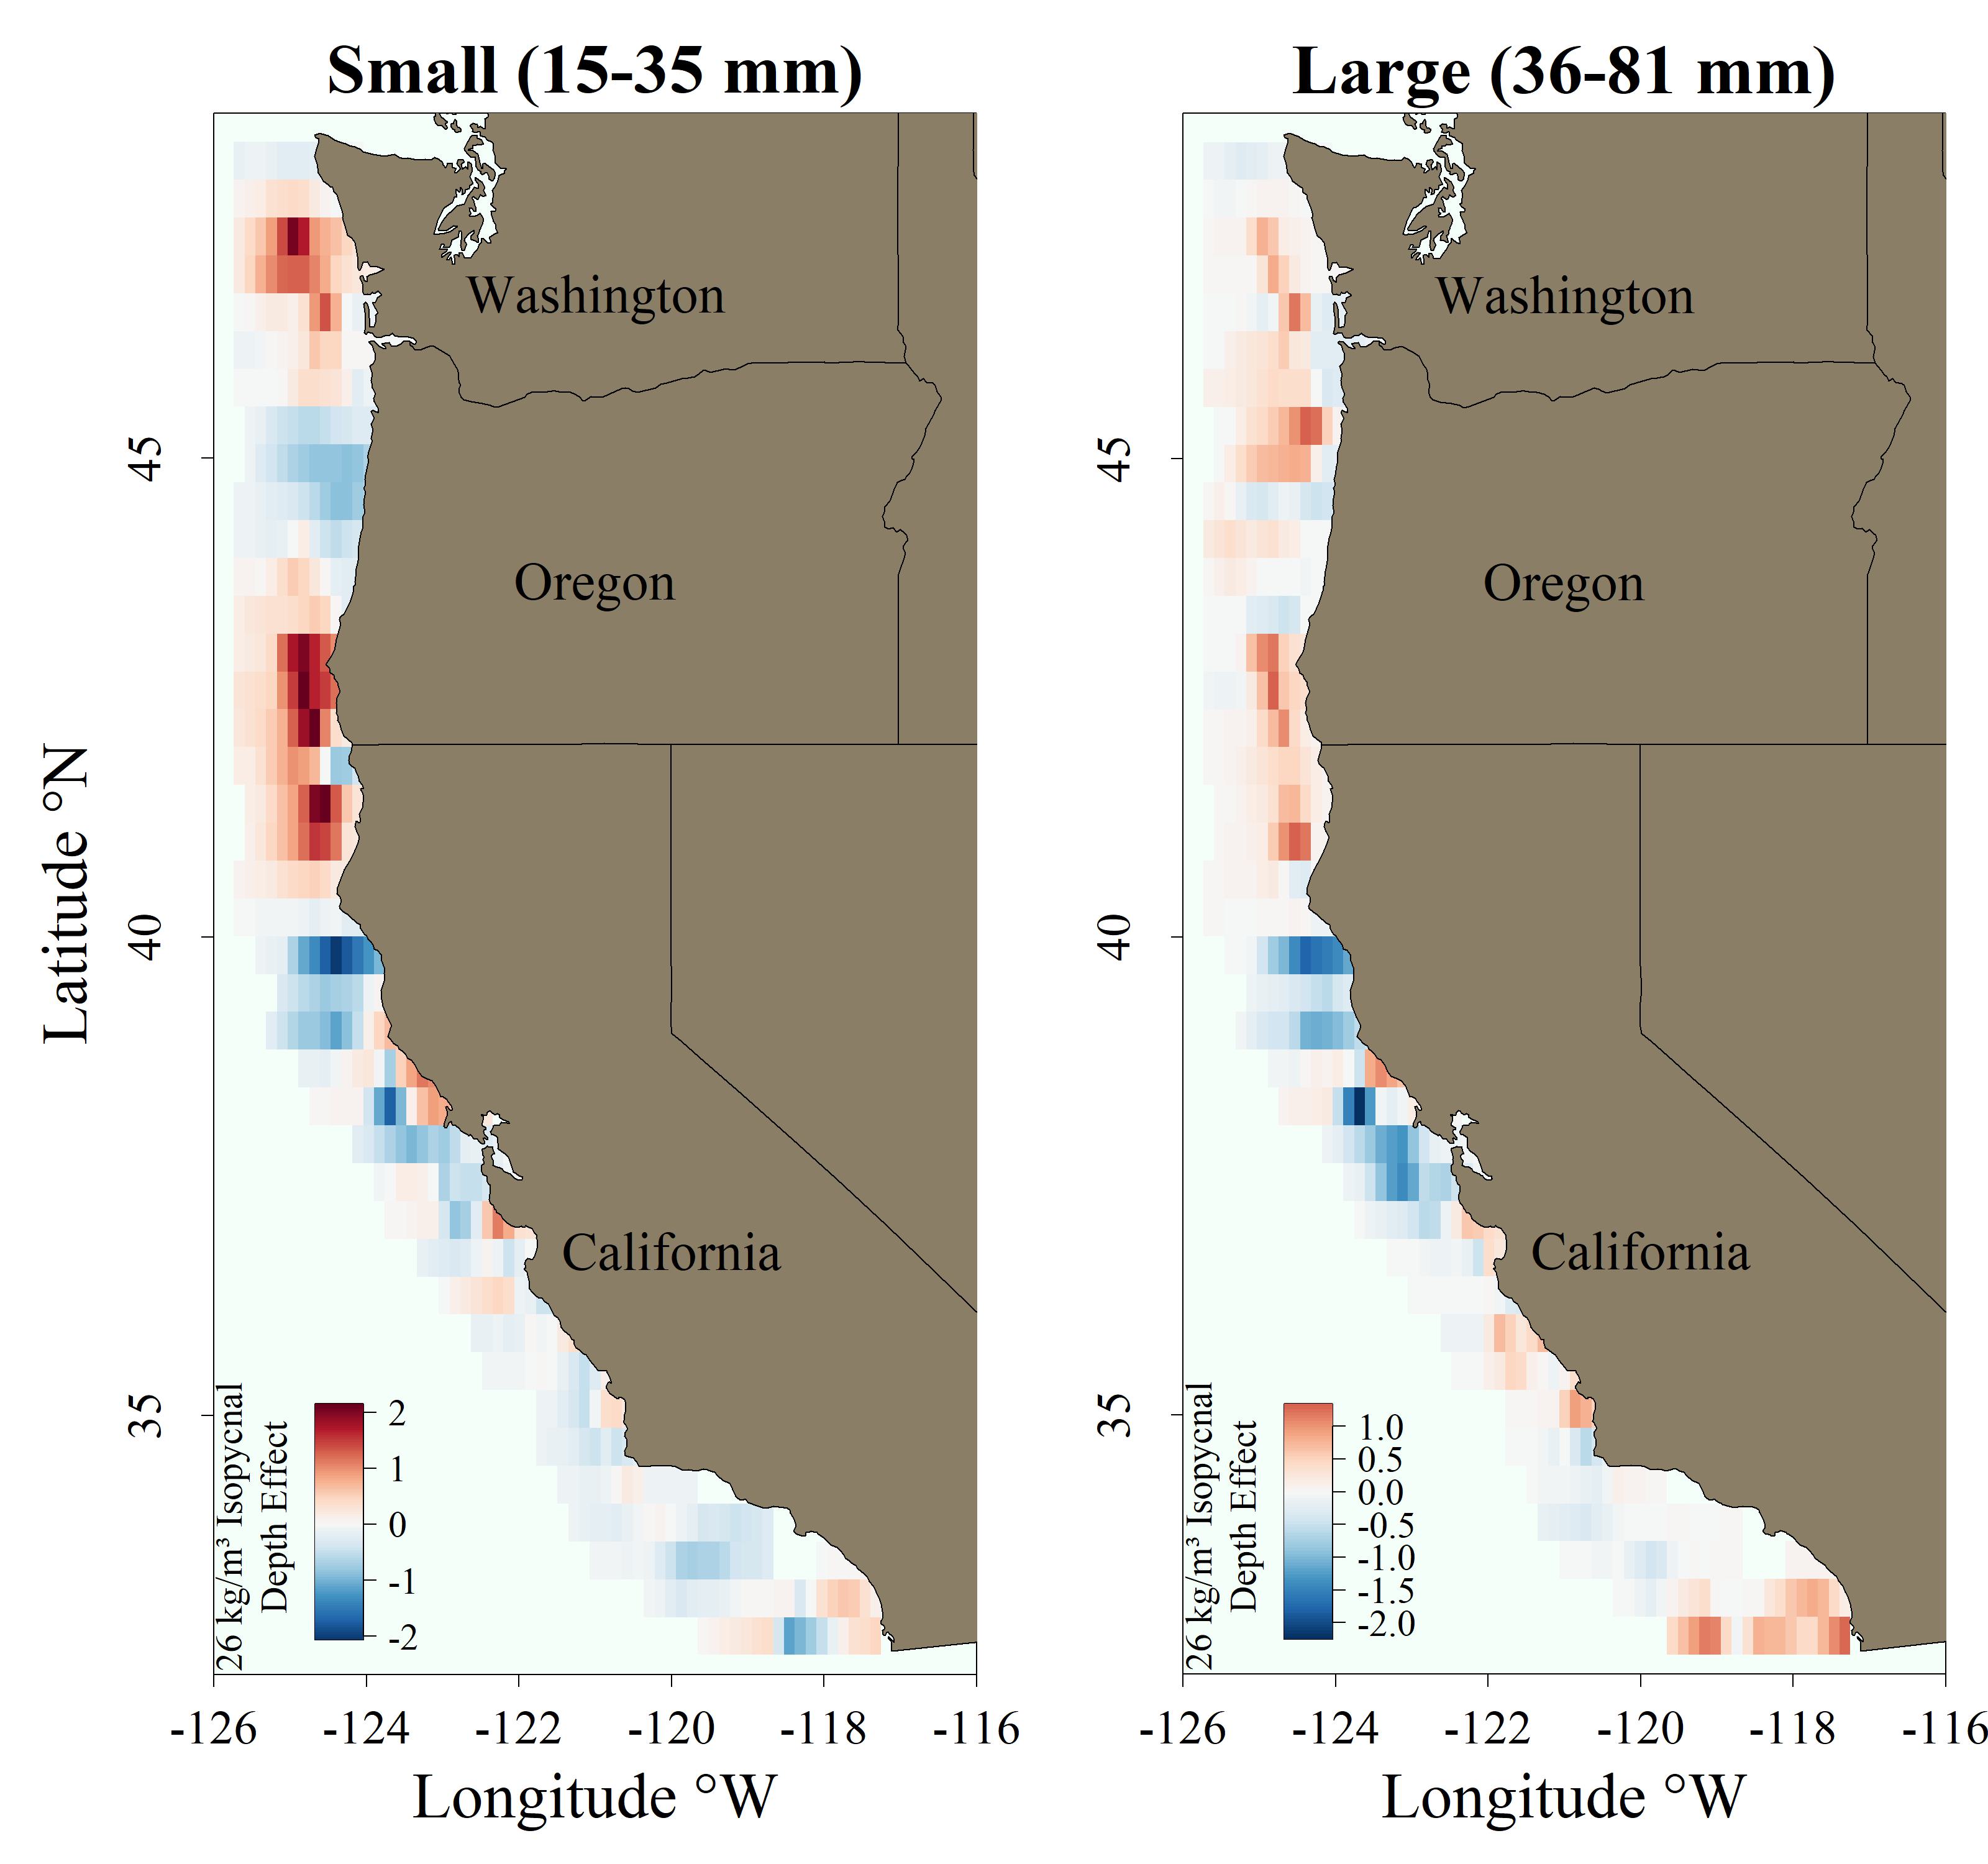 Small (15-35 mm)
Large (36-81 mm)
Washington
Oregon
California
Washington
Oregon
California
Latitude °N
45
40
35
45
40
35
26 kg/m³ Isopycnal
Depth Effect
2
1
0
-1
-2
26 kg/m³ Isopycnal
Depth Effect
1.0
0.5
0.0
-0.5
-1.0
-1.5
-2.0
-126 -124 -122 -120 -118 -116
-126 -124 -122 -120 -118 -116
Longitude °W
Longitude °W